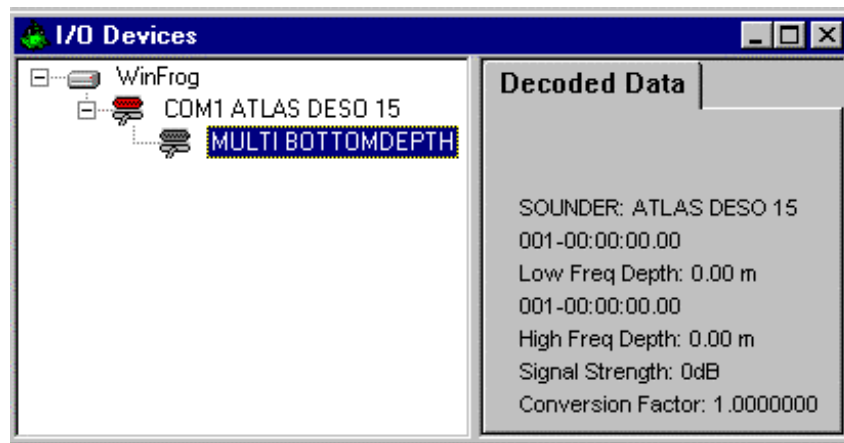 I/O Devices
WinFrog
COM1 ATLAS DESO 15
MULTI BOTTOMDEPTH
Decoded Data
SOUNDER: ATLAS DESO 15
001-00:00:00.00
Low Freq Depth: 0.00 m
001-00:00:00.00
High Freq Depth: 0.00 m
Signal Strength: 0dB
Conversion Factor: 1.0000000